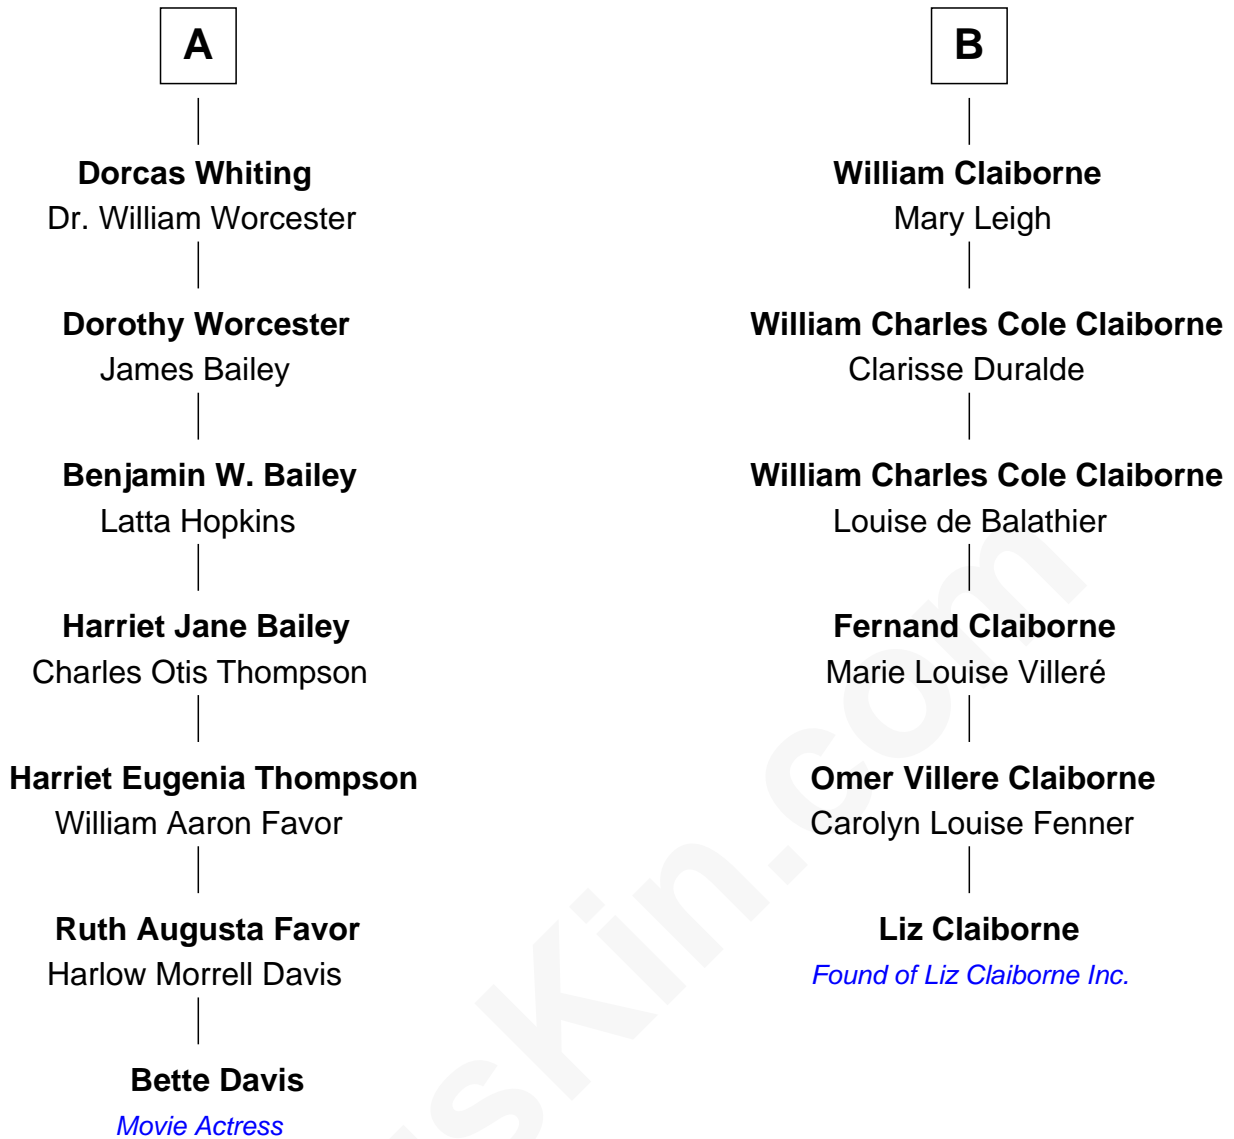 A
Dorcas Whiting
Dr. William Worcester
Dorothy Worcester
James Bailey
Benjamin W. Bailey
Latta Hopkins
Harriet Jane Bailey
Charles Otis Thompson
Harriet Eugenia Thompson
William Aaron Favor
Ruth Augusta Favor
Harlow Morrell Davis
Bette Davis
Movie Actress
B
William Claiborne
Mary Leigh
William Charles Cole Claiborne
Clarisse Duralde
William Charles Cole Claiborne
Louise de Balathier
Fernand Claiborne
Marie Louise Villeré
Omer Villere Claiborne
Carolyn Louise Fenner
Liz Claiborne
Found of Liz Claiborne Inc.
sKin.com